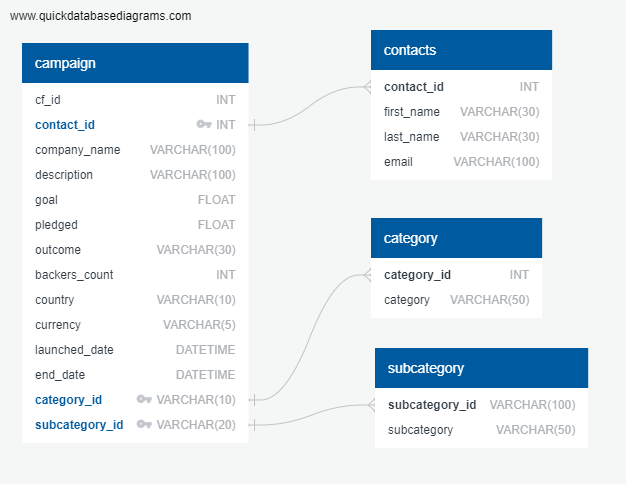 www.quickdatabasediagrams.com
campaign
cf_id INT
contact_id INT
company_name VARCHAR(100)
description VARCHAR(100)
goal FLOAT
pledged FLOAT
outcome VARCHAR(30)
backers_count INT
country VARCHAR(10)
currency VARCHAR(5)
launched_date DATETIME
end_date DATETIME
category_id VARCHAR(10)
subcategory_id VARCHAR(20)
contacts
contact_id INT
first_name VARCHAR(30)
last_name VARCHAR(30)
email VARCHAR(100)
category
category_id INT
category VARCHAR(50)
subcategory
subcategory_id VARCHAR(100)
subcategory VARCHAR(50)